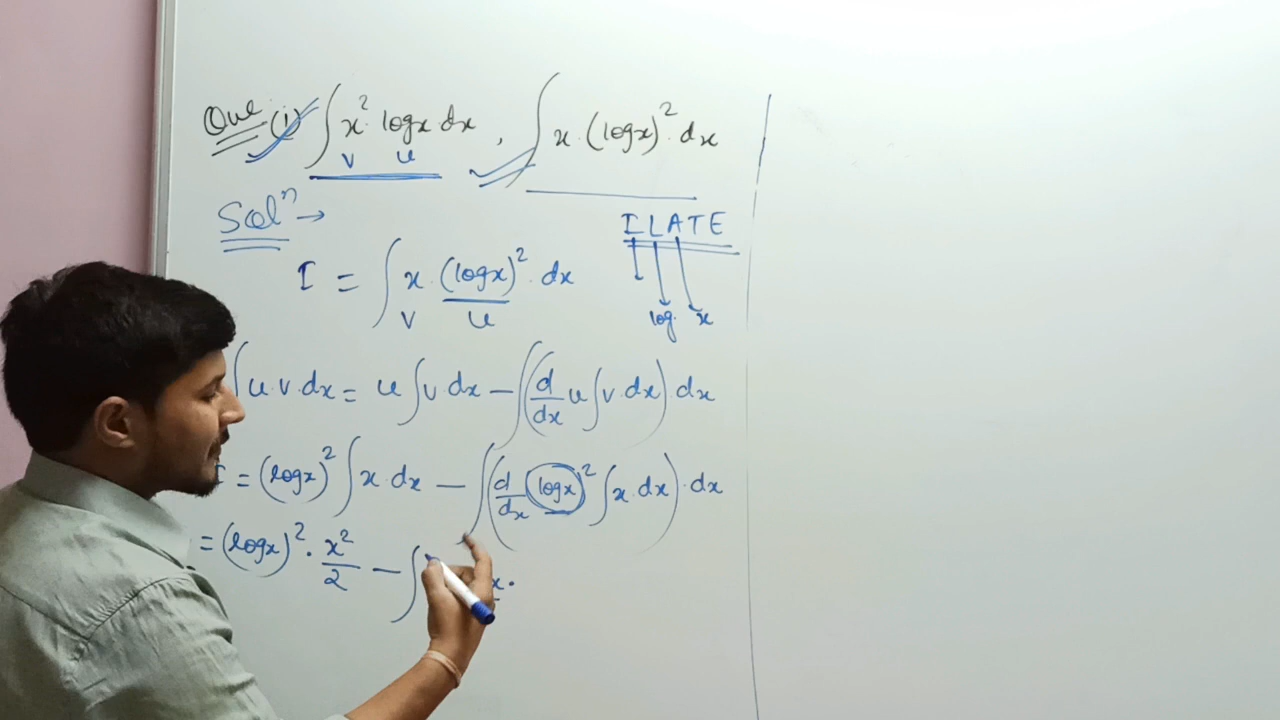 Que (i) ∫ x² logx·dx , ∫ x·(logx)²·dx
v u
Solⁿ →
ILATE
I = ∫ x·(logx)²·dx
v u
log x
∫ u·v·dx = u ∫ v·dx − ∫ (d/dx u ∫ v·dx)·dx
= (logx)² ∫ x·dx − ∫ (d/dx (logx)² ∫ x·dx)·dx
= (logx)²· x²/2 − ∫